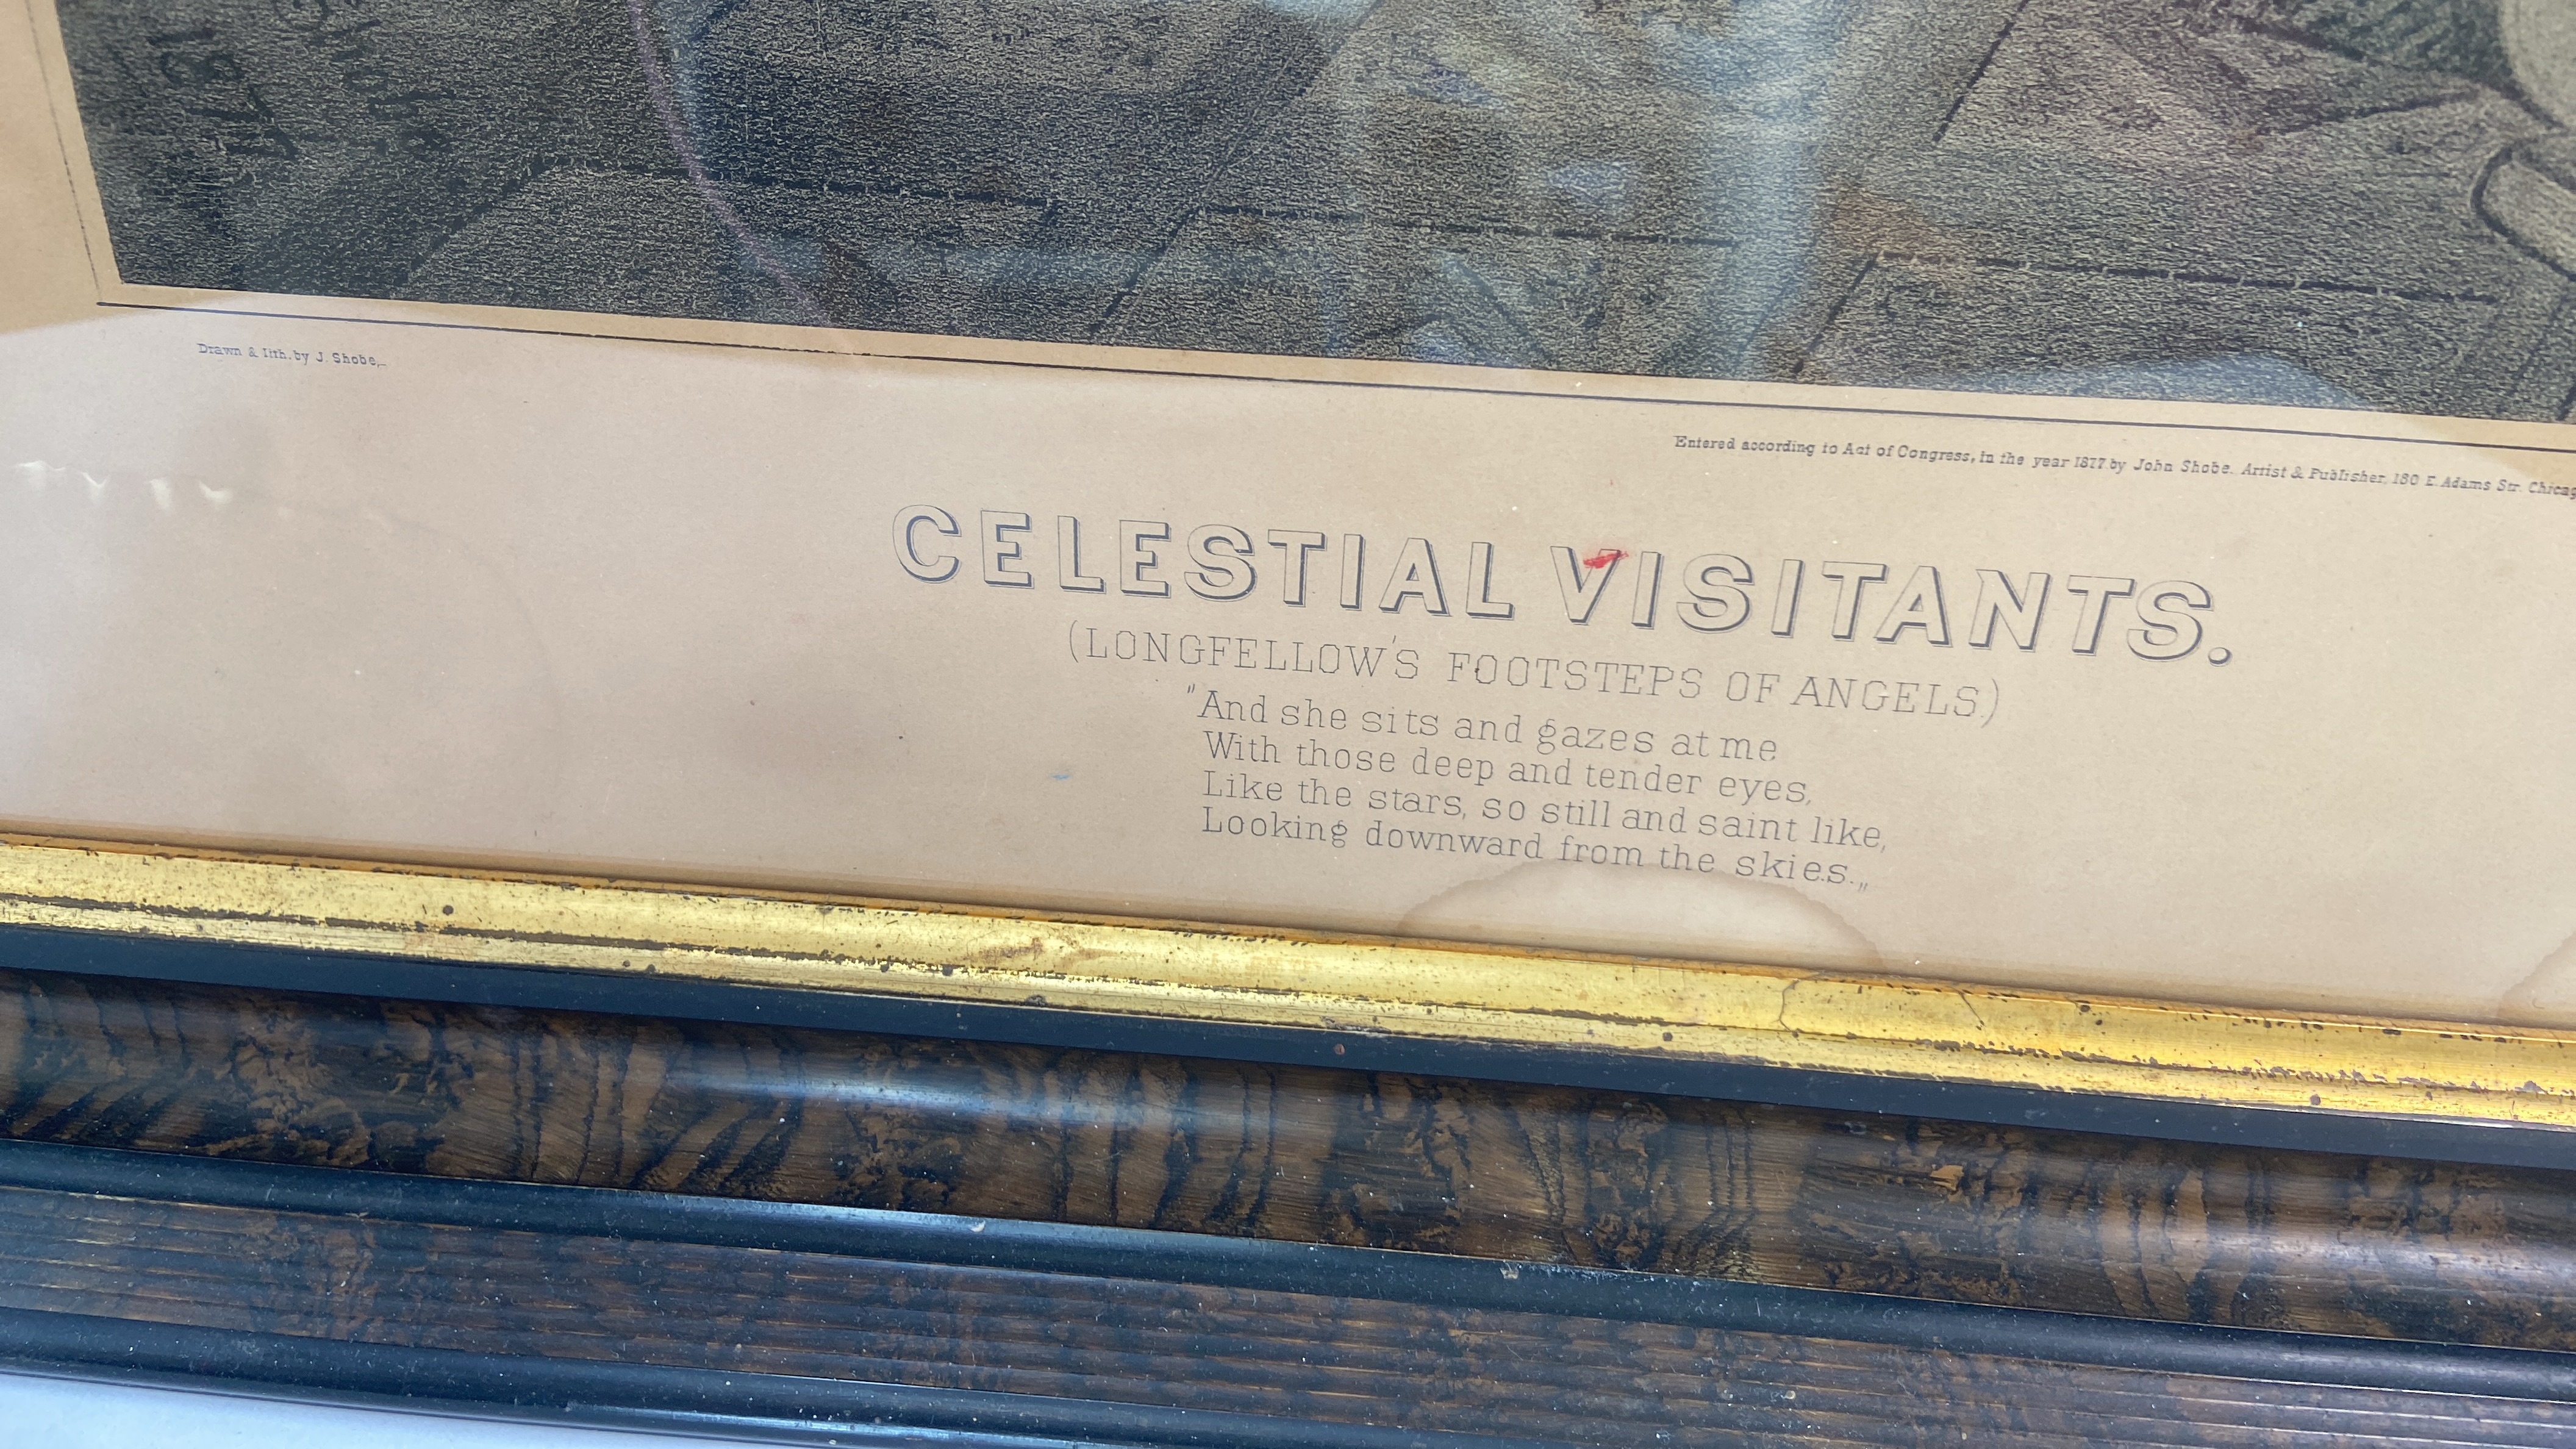 Drawn & lith. by J. Shobe,
Entered according to Act of Congress, in the year 1877 by John Shobe. Artist & Publisher, 180 E. Adams Str. Chicag
CELESTIAL VISITANTS.
(LONGFELLOW'S FOOTSTEPS OF ANGELS.)
"And she sits and gazes at me
With those deep and tender eyes,
Like the stars, so still and saint like,
Looking downward from the skies.„